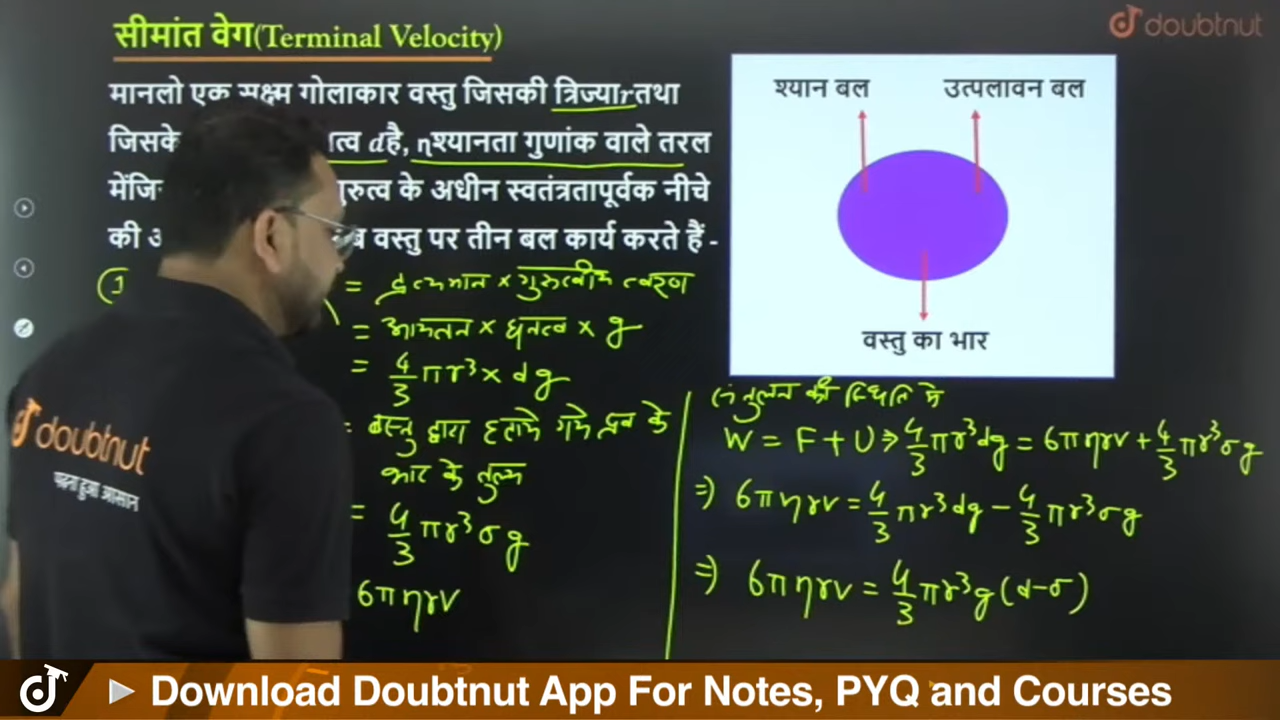 सीमांत वेग(Terminal Velocity)
doubtnut
मानलो एक सूक्ष्म गोलाकार वस्तु जिसकी त्रिज्या r तथा
जिसके त्व d है, η श्यानता गुणांक वाले तरल
में गुरुत्व के अधीन स्वतंत्रतापूर्वक नीचे
की वस्तु पर तीन बल कार्य करते हैं -
श्यान बल
उत्पलावन बल
वस्तु का भार
(1
= द्रव्यमान × गुरुत्वीय त्वरण
= आयतन × घनत्व × g
= 4/3 πr³ × dg
= वस्तु द्वारा हटाये गये द्रव के
भार के तुल्य
= 4/3 πr³σg
6πηrv
संतुलन की स्थिति में
W = F + U ⇒ 4/3 πr³dg = 6πηrv + 4/3 πr³σg
⇒ 6πηrv = 4/3 πr³dg − 4/3 πr³σg
⇒ 6πηrv = 4/3 πr³g(d−σ)
doubtnut
पढ़ना हुआ आसान
Download Doubtnut App For Notes, PYQ and Courses